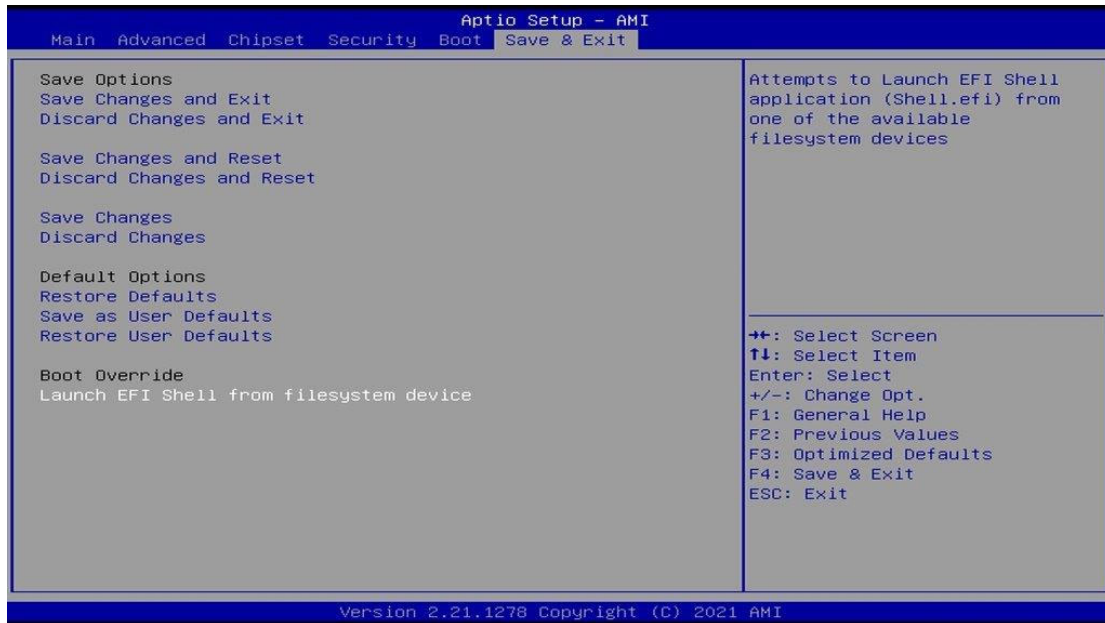 Aptio Setup – AMI
Main Advanced Chipset Security Boot Save & Exit
Save Options
Save Changes and Exit
Discard Changes and Exit
Save Changes and Reset
Discard Changes and Reset
Save Changes
Discard Changes
Default Options
Restore Defaults
Save as User Defaults
Restore User Defaults
Boot Override
Launch EFI Shell from filesystem device
Attempts to Launch EFI Shell
application (Shell.efi) from
one of the available
filesystem devices
→←: Select Screen
↑↓: Select Item
Enter: Select
+/-: Change Opt.
F1: General Help
F2: Previous Values
F3: Optimized Defaults
F4: Save & Exit
ESC: Exit
Version 2.21.1278 Copyright (C) 2021 AMI